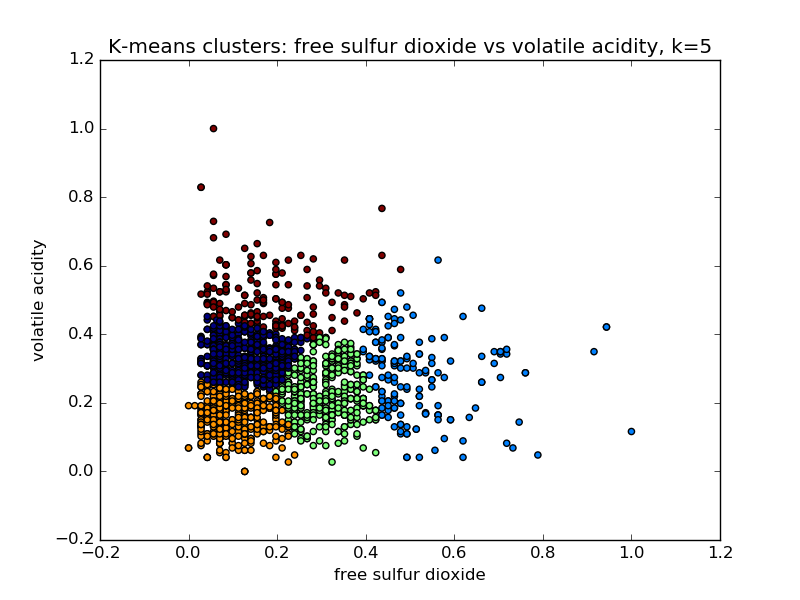 K-means clusters: free sulfur dioxide vs volatile acidity, k=5
1.2
1.0
0.8
0.6
0.4
0.2
0.0
−0.2
volatile acidity
−0.2 0.0 0.2 0.4 0.6 0.8 1.0 1.2
free sulfur dioxide